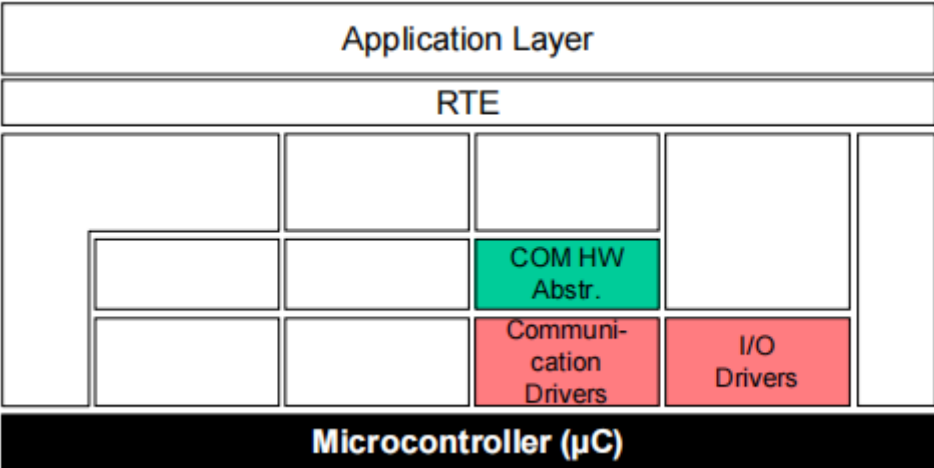 Application Layer
RTE
COM HW
Abstr.
Communi-
cation
Drivers
I/O
Drivers
Microcontroller (µC)